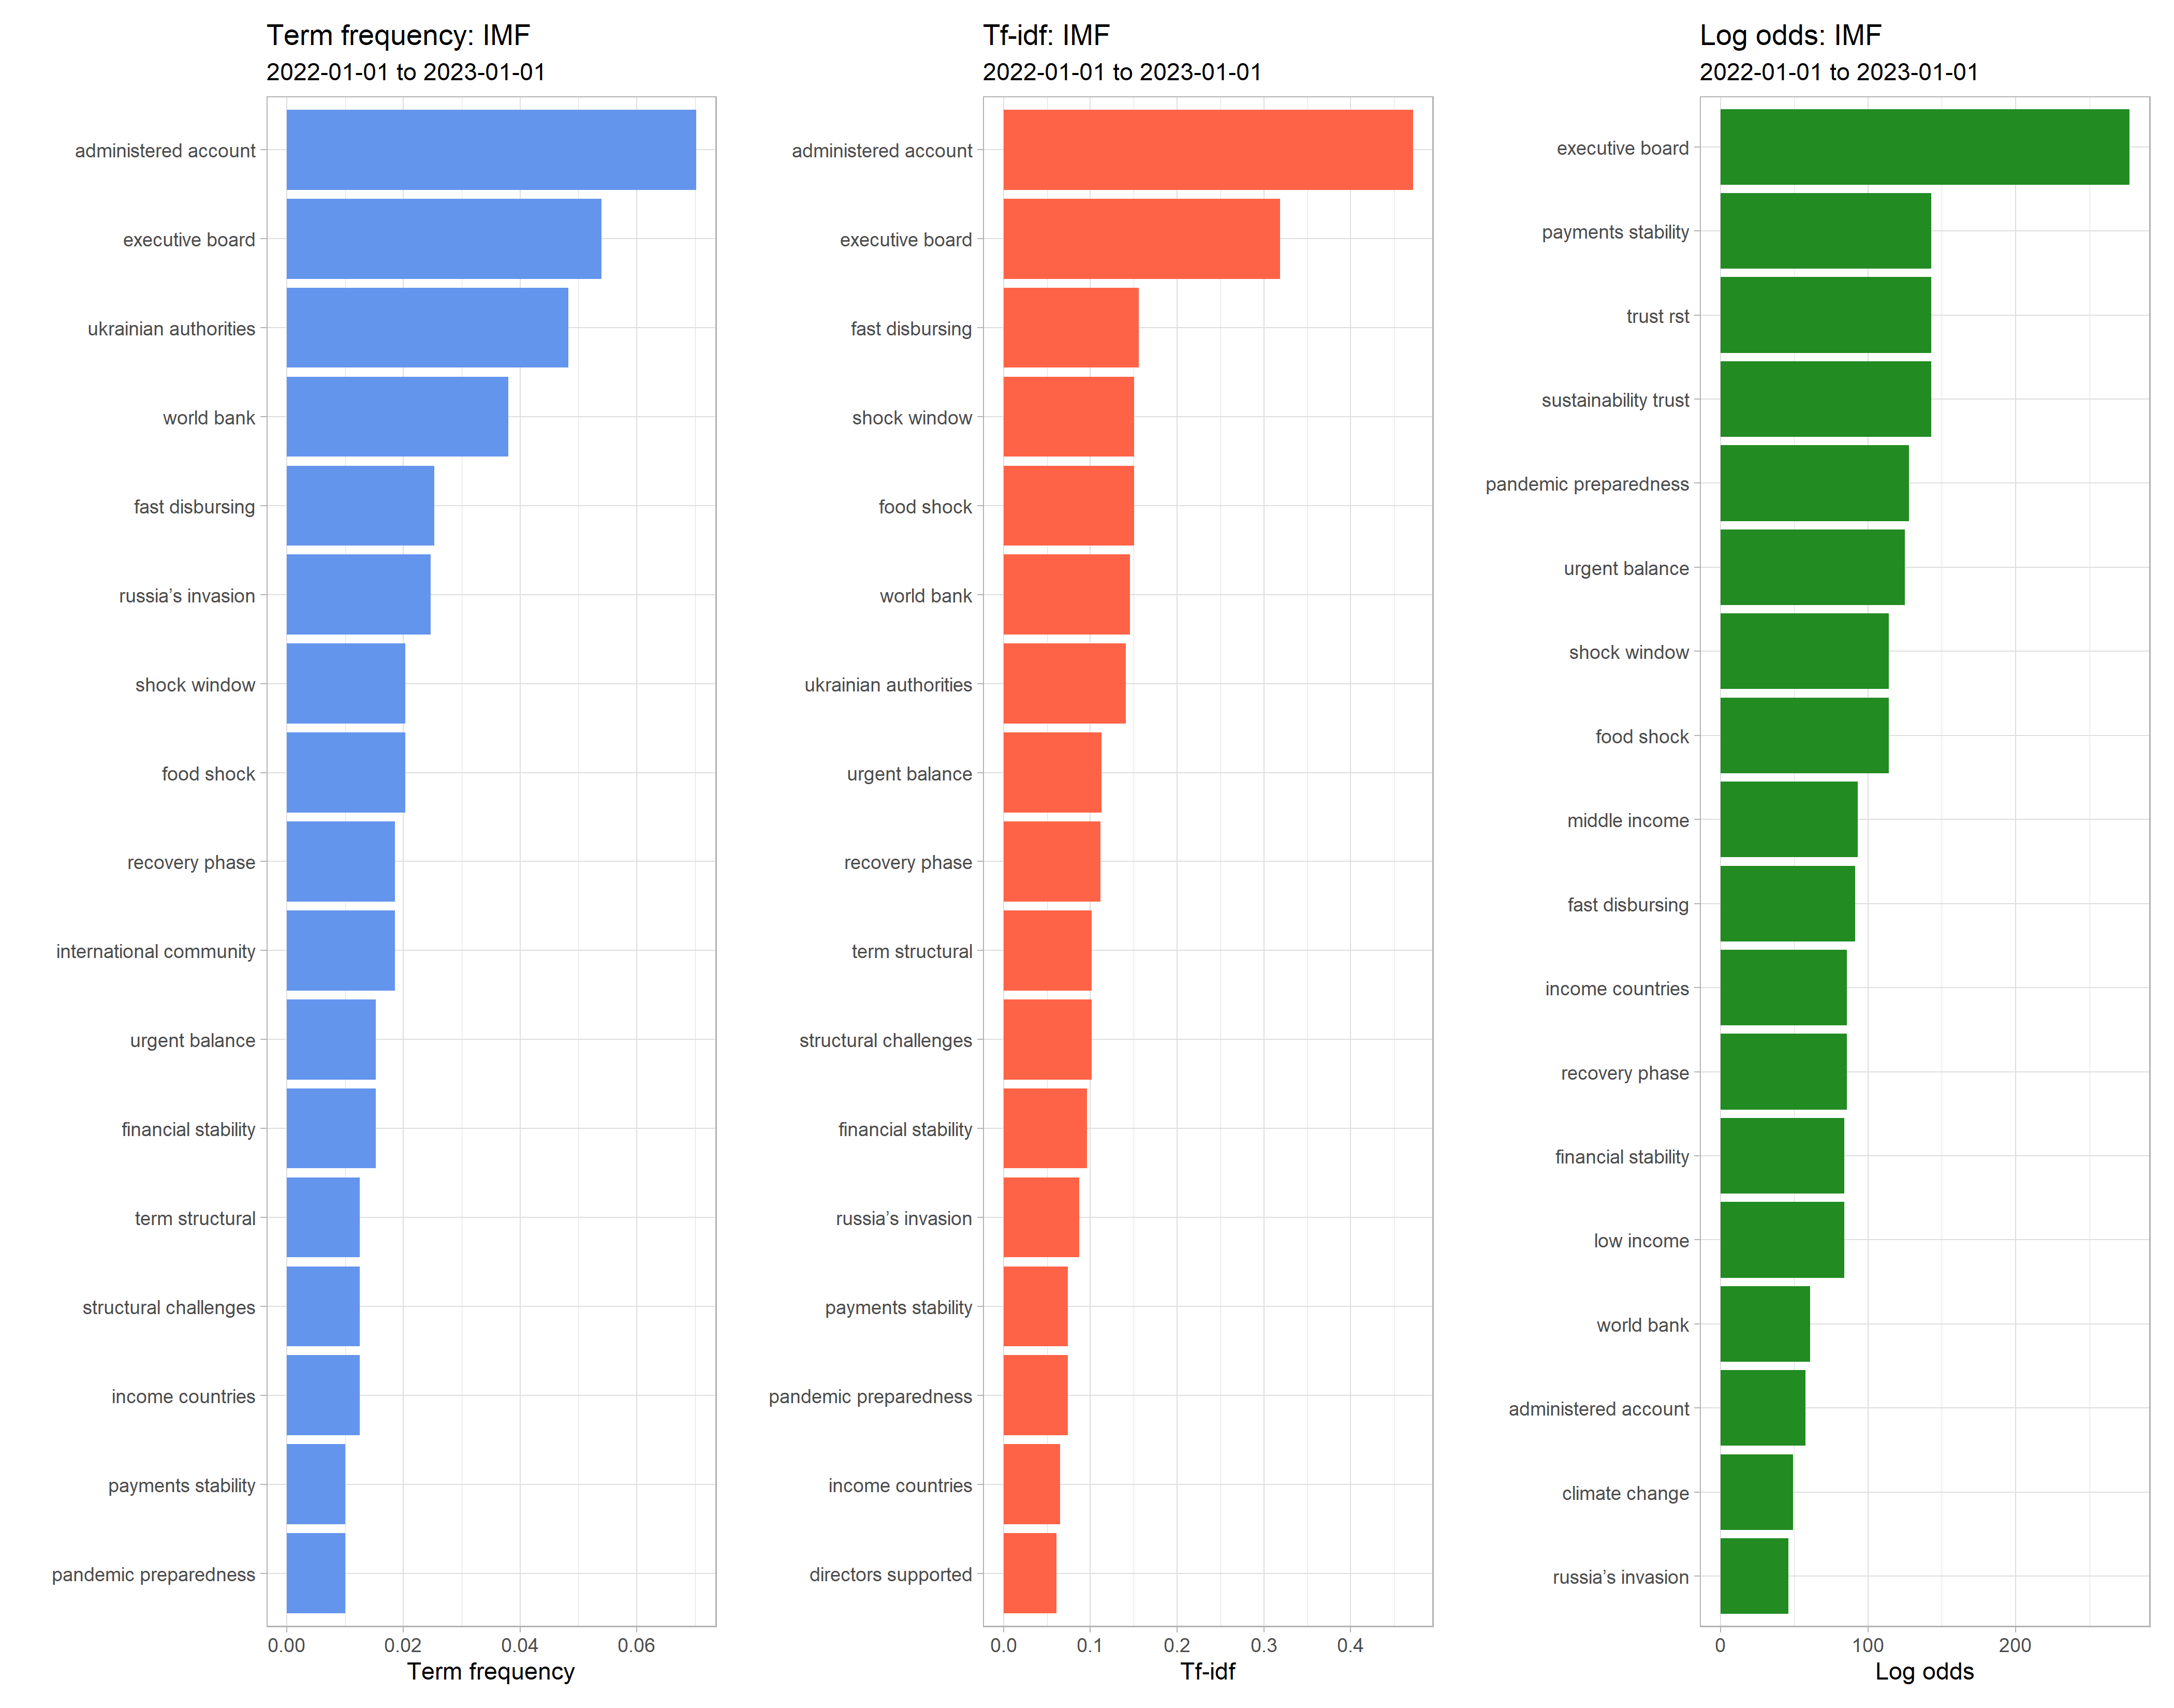 Term frequency: IMF
2022-01-01 to 2023-01-01
administered account
executive board
ukrainian authorities
world bank
fast disbursing
russia’s invasion
shock window
food shock
recovery phase
international community
urgent balance
financial stability
term structural
structural challenges
income countries
payments stability
pandemic preparedness
0.00 0.02 0.04 0.06
Term frequency
Tf-idf: IMF
2022-01-01 to 2023-01-01
administered account
executive board
fast disbursing
shock window
food shock
world bank
ukrainian authorities
urgent balance
recovery phase
term structural
structural challenges
financial stability
russia’s invasion
payments stability
pandemic preparedness
income countries
directors supported
0.0 0.1 0.2 0.3 0.4
Tf-idf
Log odds: IMF
2022-01-01 to 2023-01-01
executive board
payments stability
trust rst
sustainability trust
pandemic preparedness
urgent balance
shock window
food shock
middle income
fast disbursing
income countries
recovery phase
financial stability
low income
world bank
administered account
climate change
russia’s invasion
0 100 200
Log odds